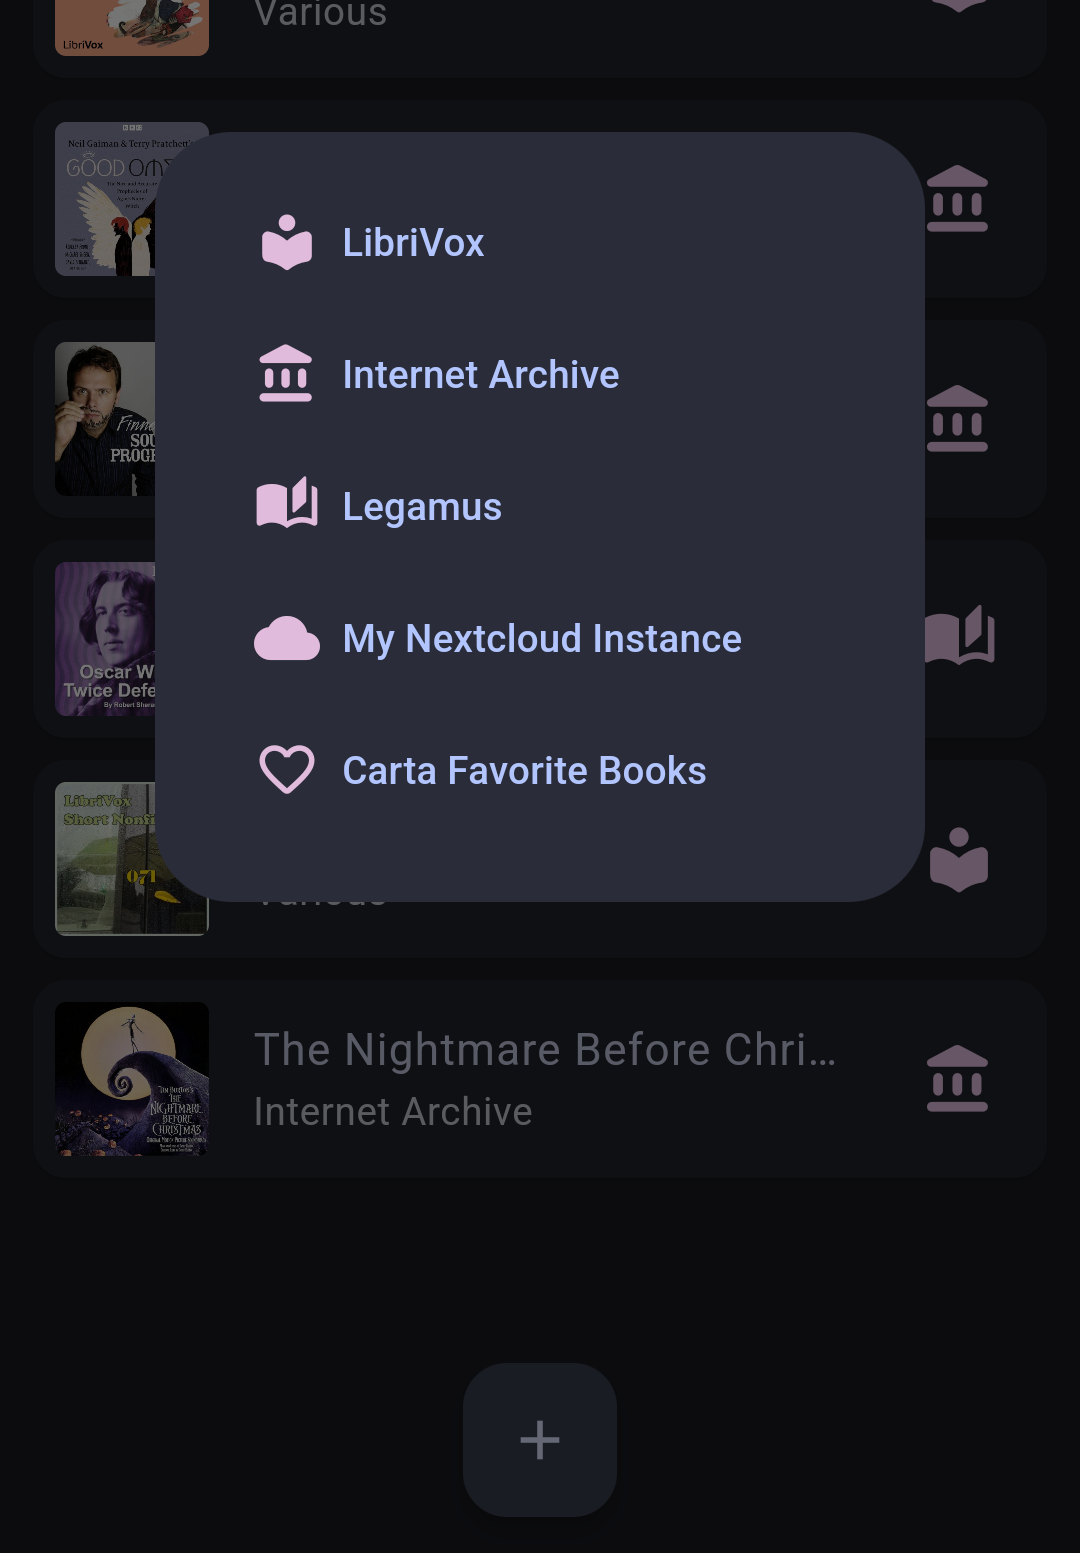 Various
LibriVox
Neil Gaiman & Terry Pratchett's
GOOD OM
LibriVox
Internet Archive
Finne
SOU
PROGR
Legamus
Oscar W
Twice Defe
By Robert Shera
My Nextcloud Instance
LibriVox
Short Nonfi
071
Carta Favorite Books
Various
The Nightmare Before Chri...
Internet Archive
TIM BURTON'S
THE
NIGHTMARE
BEFORE
CHRISTMAS
+